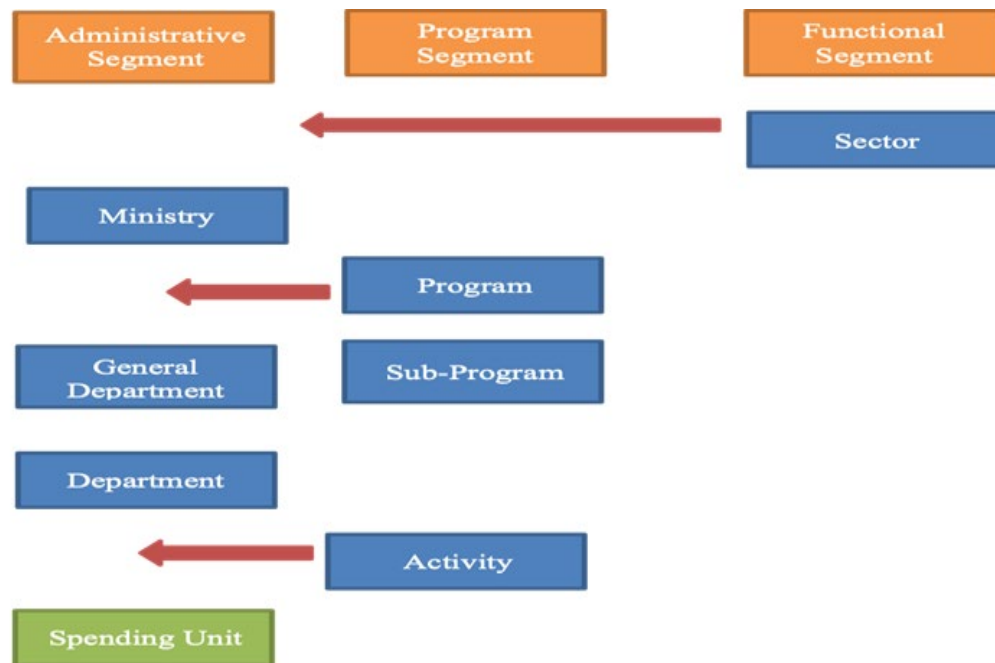 Administrative
Segment
Program
Segment
Functional
Segment
Sector
Ministry
Program
General
Department
Sub-Program
Department
Activity
Spending Unit